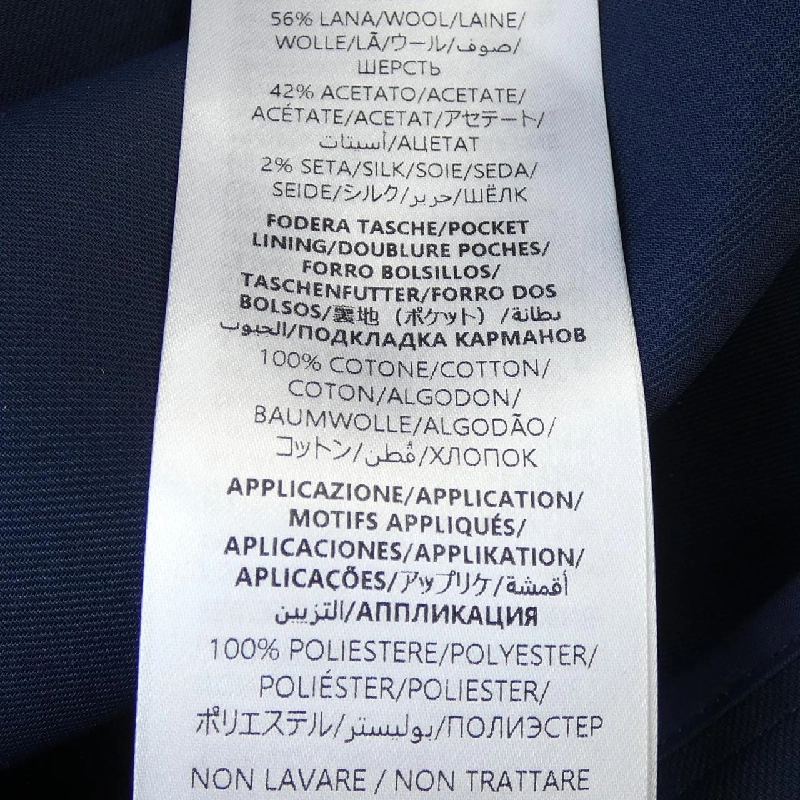 56% LANA/WOOL/LAINE/
WOLLE/LÃ/ウール/صوف/
ШЕРСТЬ
42% ACETATO/ACETATE/
ACÉTATE/ACETAT/アセテート/
أسيتات/АЦЕТАТ
2% SETA/SILK/SOIE/SEDA/
SEIDE/シルク/حرير/ШЁЛК
FODERA TASCHE/POCKET
LINING/DOUBLURE POCHES/
FORRO BOLSILLOS/
TASCHENFUTTER/FORRO DOS
BOLSOS/裏地（ポケット）/بطانة
الجيوب/ПОДКЛАДКА КАРМАНОВ
100% COTONE/COTTON/
COTON/ALGODON/
BAUMWOLLE/ALGODÃO/
コットン/قطن/ХЛОПОК
APPLICAZIONE/APPLICATION/
MOTIFS APPLIQUÉS/
APLICACIONES/APPLIKATION/
APLICAÇÕES/アップリケ/أقمشة
التزيين/АППЛИКАЦИЯ
100% POLIESTERE/POLYESTER/
POLIÉSTER/POLIESTER/
ポリエステル/بوليستر/ПОЛИЭСТЕР
NON LAVARE / NON TRATTARE